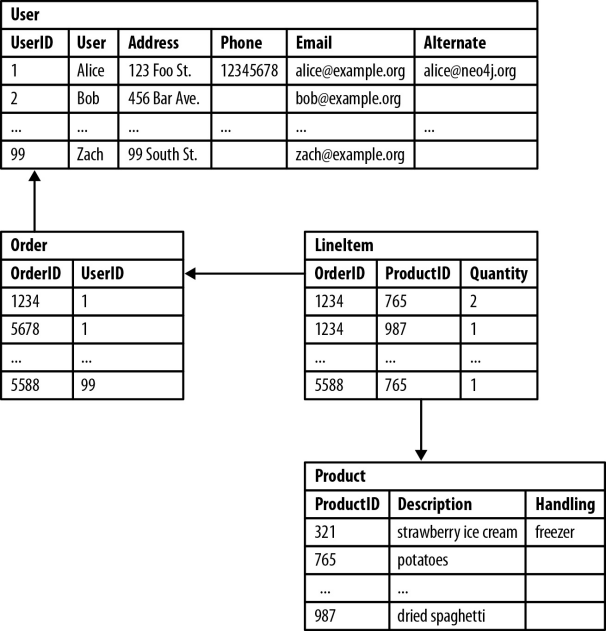 User
UserID User Address Phone Email Alternate
1 Alice 123 Foo St. 12345678 alice@example.org alice@neo4j.org
2 Bob 456 Bar Ave. bob@example.org
... ... ... ... ... ...
99 Zach 99 South St. zach@example.org
Order
OrderID UserID
1234 1
5678 1
... ...
5588 99
LineItem
OrderID ProductID Quantity
1234 765 2
1234 987 1
... ... ...
5588 765 1
Product
ProductID Description Handling
321 strawberry ice cream freezer
765 potatoes
... ...
987 dried spaghetti